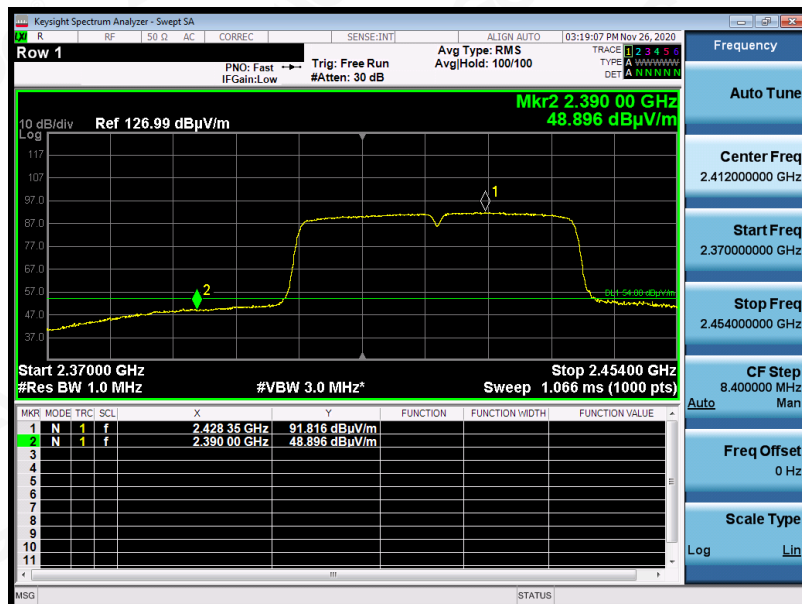 Keysight Spectrum Analyzer - Swept SA
LXI R RF 50 Ω AC CORREC SENSE:INT ALIGN AUTO 03:19:07 PM Nov 26, 2020
Row 1
PNO: Fast
IFGain:Low
Trig: Free Run
#Atten: 30 dB
Avg Type: RMS
Avg|Hold: 100/100
TRACE 1 2 3 4 5 6
TYPE A WWWWW
DET A N N N N N
Mkr2 2.390 00 GHz
48.896 dBµV/m
10 dB/div Ref 126.99 dBµV/m
Log
117
107
97.0
87.0
77.0
67.0
57.0
47.0
37.0
1
2
DL1 54.00 dBµV/m
Start 2.37000 GHz Stop 2.45400 GHz
#Res BW 1.0 MHz #VBW 3.0 MHz* Sweep 1.066 ms (1000 pts)
MKR MODE TRC SCL X Y FUNCTION FUNCTION WIDTH FUNCTION VALUE
1 N 1 f 2.428 35 GHz 91.816 dBµV/m
2 N 1 f 2.390 00 GHz 48.896 dBµV/m
3
4
5
6
7
8
9
10
11
MSG STATUS
Frequency
Auto Tune
Center Freq
2.412000000 GHz
Start Freq
2.370000000 GHz
Stop Freq
2.454000000 GHz
CF Step
8.400000 MHz
Auto Man
Freq Offset
0 Hz
Scale Type
Log Lin